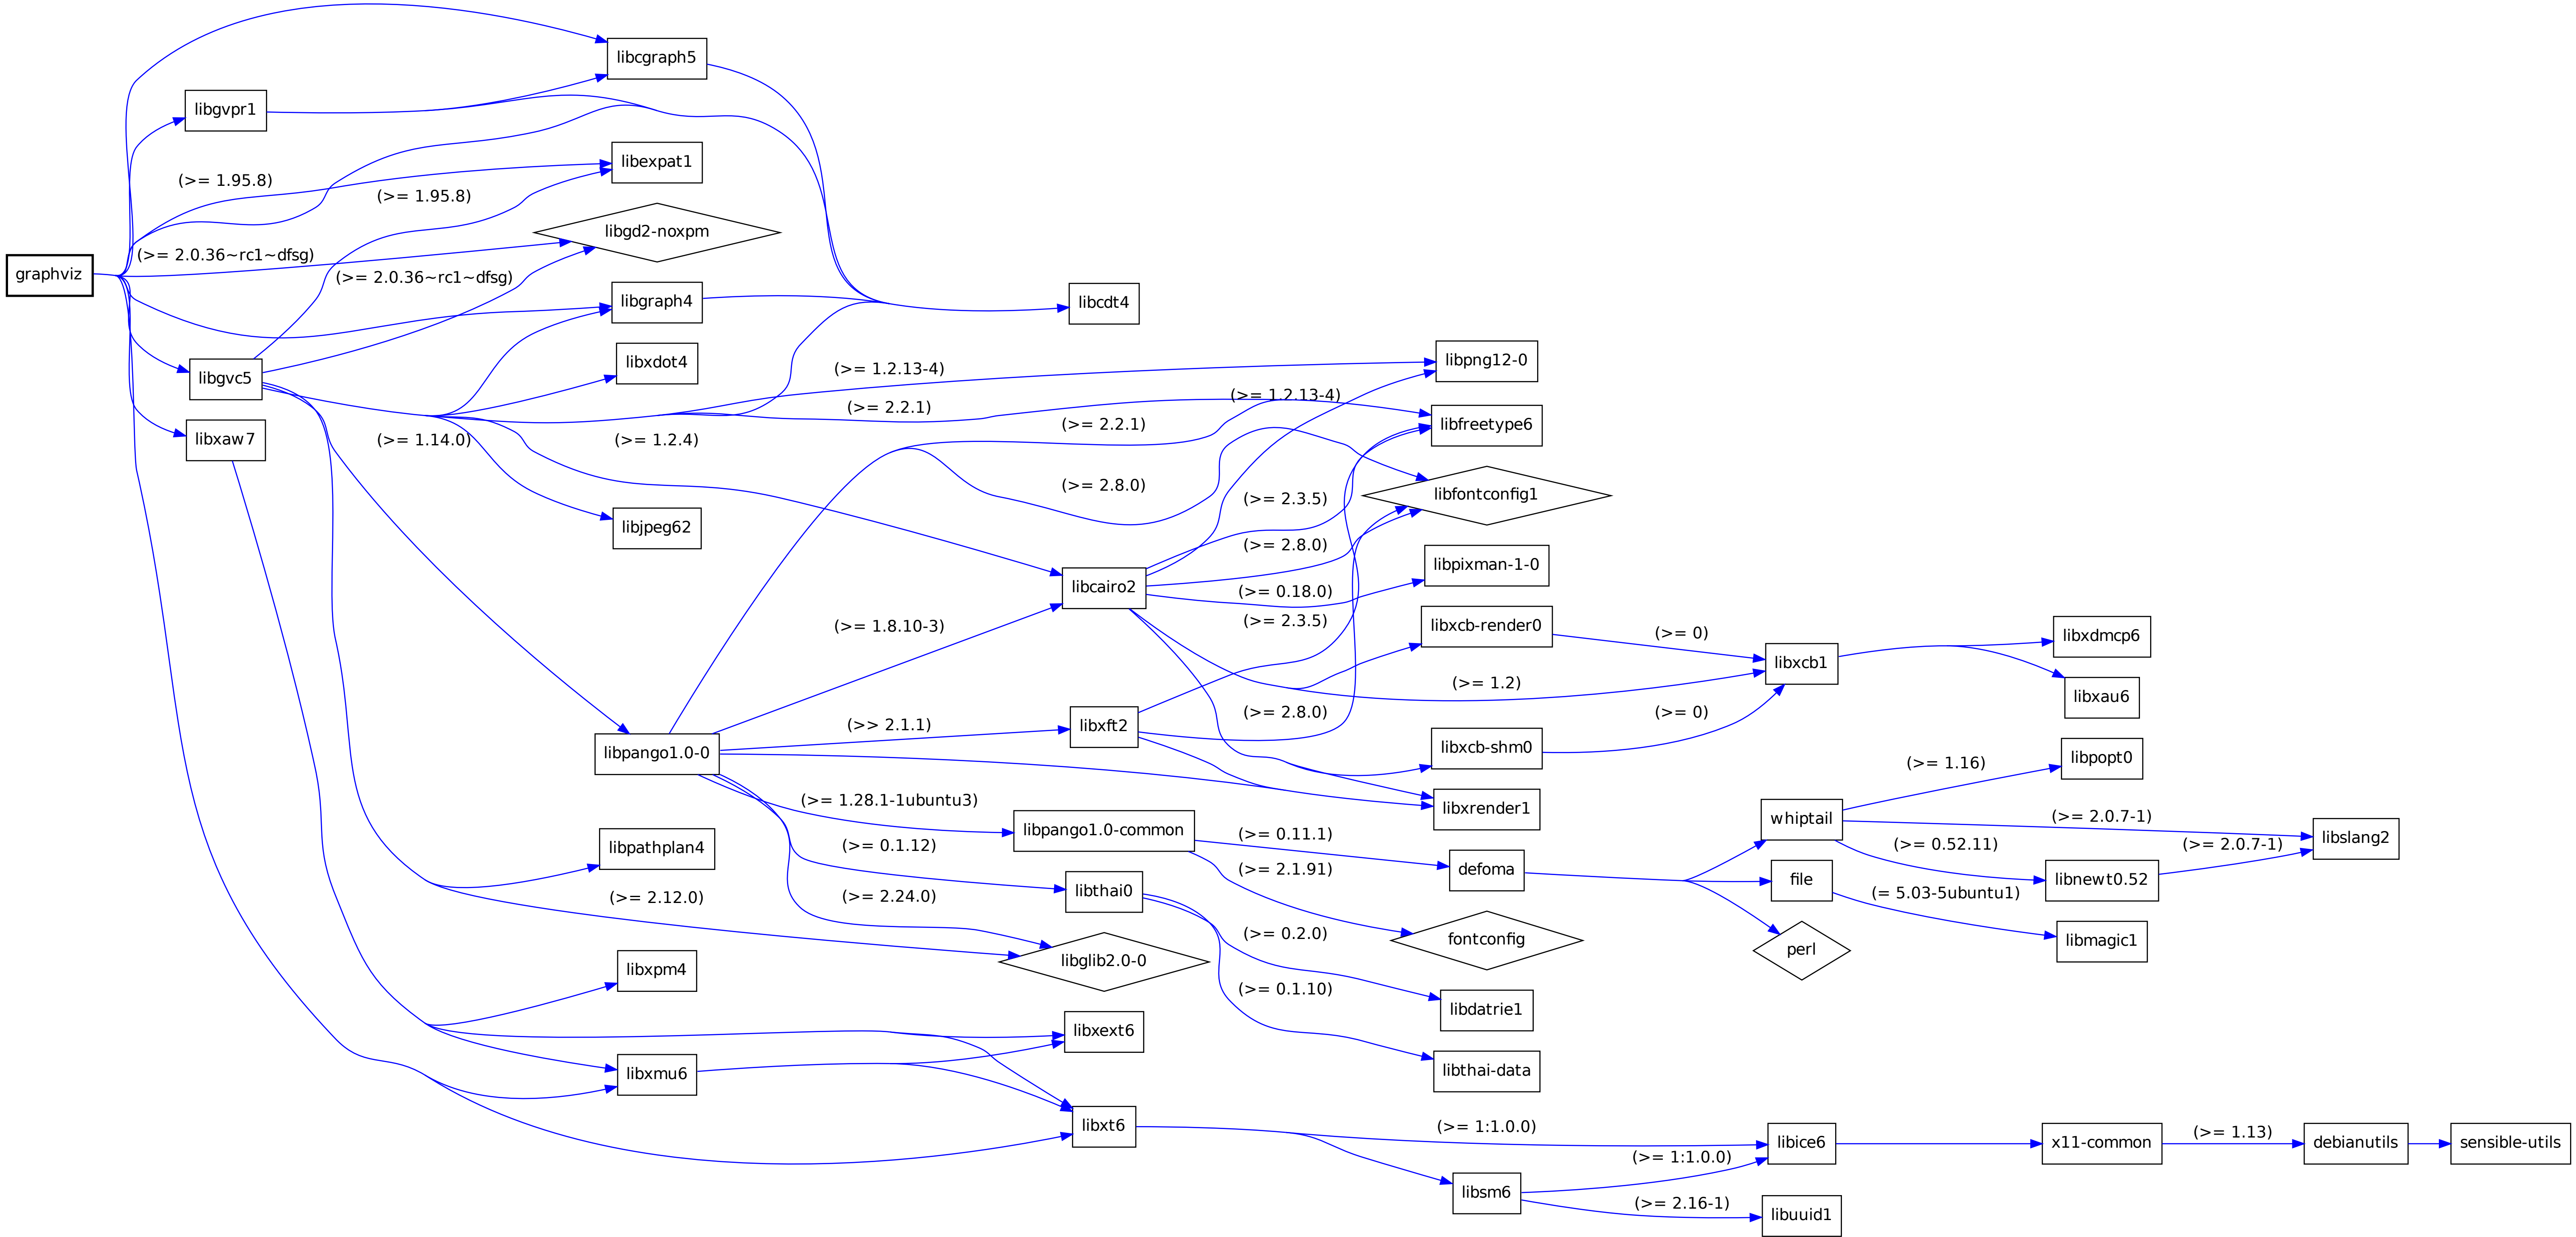 libcgraph5
libgvpr1
libexpat1
(>= 1.95.8)
(>= 1.95.8)
libgd2-noxpm
(>= 2.0.36~rc1~dfsg)
graphviz
(>= 2.0.36~rc1~dfsg)
libgraph4
libcdt4
libxdot4
libpng12-0
(>= 1.2.13-4)
libgvc5
(>= 1.2.13-4)
(>= 2.2.1)
(>= 2.2.1)
libfreetype6
libxaw7
(>= 1.14.0)
(>= 1.2.4)
(>= 2.8.0)
libfontconfig1
(>= 2.3.5)
libjpeg62
(>= 2.8.0)
libpixman-1-0
libcairo2
(>= 0.18.0)
(>= 2.3.5)
(>= 1.8.10-3)
libxcb-render0
(>= 0)
libxdmcp6
libxcb1
(>= 1.2)
libxau6
(>= 2.8.0)
(>= 0)
(>> 2.1.1)
libxft2
libxcb-shm0
libpango1.0-0
libpopt0
(>= 1.16)
(>= 1.28.1-1ubuntu3)
libxrender1
whiptail
(>= 2.0.7-1)
libpango1.0-common
(>= 0.11.1)
libslang2
(>= 0.1.12)
(>= 0.52.11)
(>= 2.0.7-1)
libpathplan4
(>= 2.1.91)
defoma
file
libnewt0.52
libthai0
(= 5.03-5ubuntu1)
(>= 2.12.0)
(>= 2.24.0)
(>= 0.2.0)
fontconfig
libmagic1
perl
libglib2.0-0
libxpm4
(>= 0.1.10)
libdatrie1
libxext6
libxmu6
libthai-data
libxt6
(>= 1:1.0.0)
(>= 1.13)
libice6
x11-common
debianutils
sensible-utils
(>= 1:1.0.0)
libsm6
(>= 2.16-1)
libuuid1